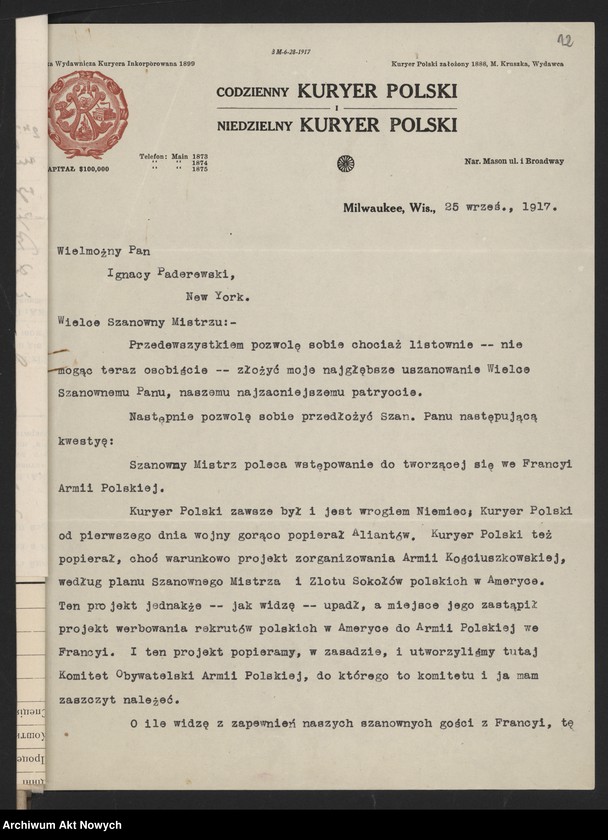 12
3 M-6-28-1917
ka Wydawnicza Kuryera Inkorporowana 1899
Kuryer Polski założony 1888, M. Kruszka, Wydawca
CODZIENNY KURYER POLSKI
I
NIEDZIELNY KURYER POLSKI
Telefon: Main 1873
" " 1874
" " 1875
APITAŁ $100,000
Nar. Mason ul. i Broadway
Milwaukee, Wis., 25 wrześ., 1917.
Wielmożny Pan
Ignacy Paderewski,
New York.
Wielce Szanowny Mistrzu:-
Przedewszystkiem pozwolę sobie chociaż listownie -- nie
mogąc teraz osobiście -- złożyć moje najgłębsze uszanowanie Wielce
Szanownemu Panu, naszemu najzacniejszemu patryocie.
Następnie pozwolę sobie przedłożyć Szan. Panu następującą
kwestyę:
Szanowny Mistrz poleca wstępowanie do tworzącej się we Francyi
Armii Polskiej.
Kuryer Polski zawsze był i jest wrogiem Niemiec; Kuryer Polski
od pierwszego dnia wojny gorąco popierał Aliantów. Kuryer Polski też
popierał, choć warunkowo projekt zorganizowania Armii Kościuszkowskiej,
według planu Szanownego Mistrza i Zlotu Sokołów polskich w Ameryce.
Ten projekt jednakże -- jak widzę -- upadł, a miejsce jego zastąpił
projekt werbowania rekrutów polskich w Ameryce do Armii Polskiej we
Francyi. I ten projekt popieramy, w zasadzie, i utworzyliśmy tutaj
Komitet Obywatelski Armii Polskiej, do którego to komitetu i ja mam
zaszczyt należeć.
O ile widzę z zapewnień naszych szanownych gości z Francyi, tę
Archiwum Akt Nowych